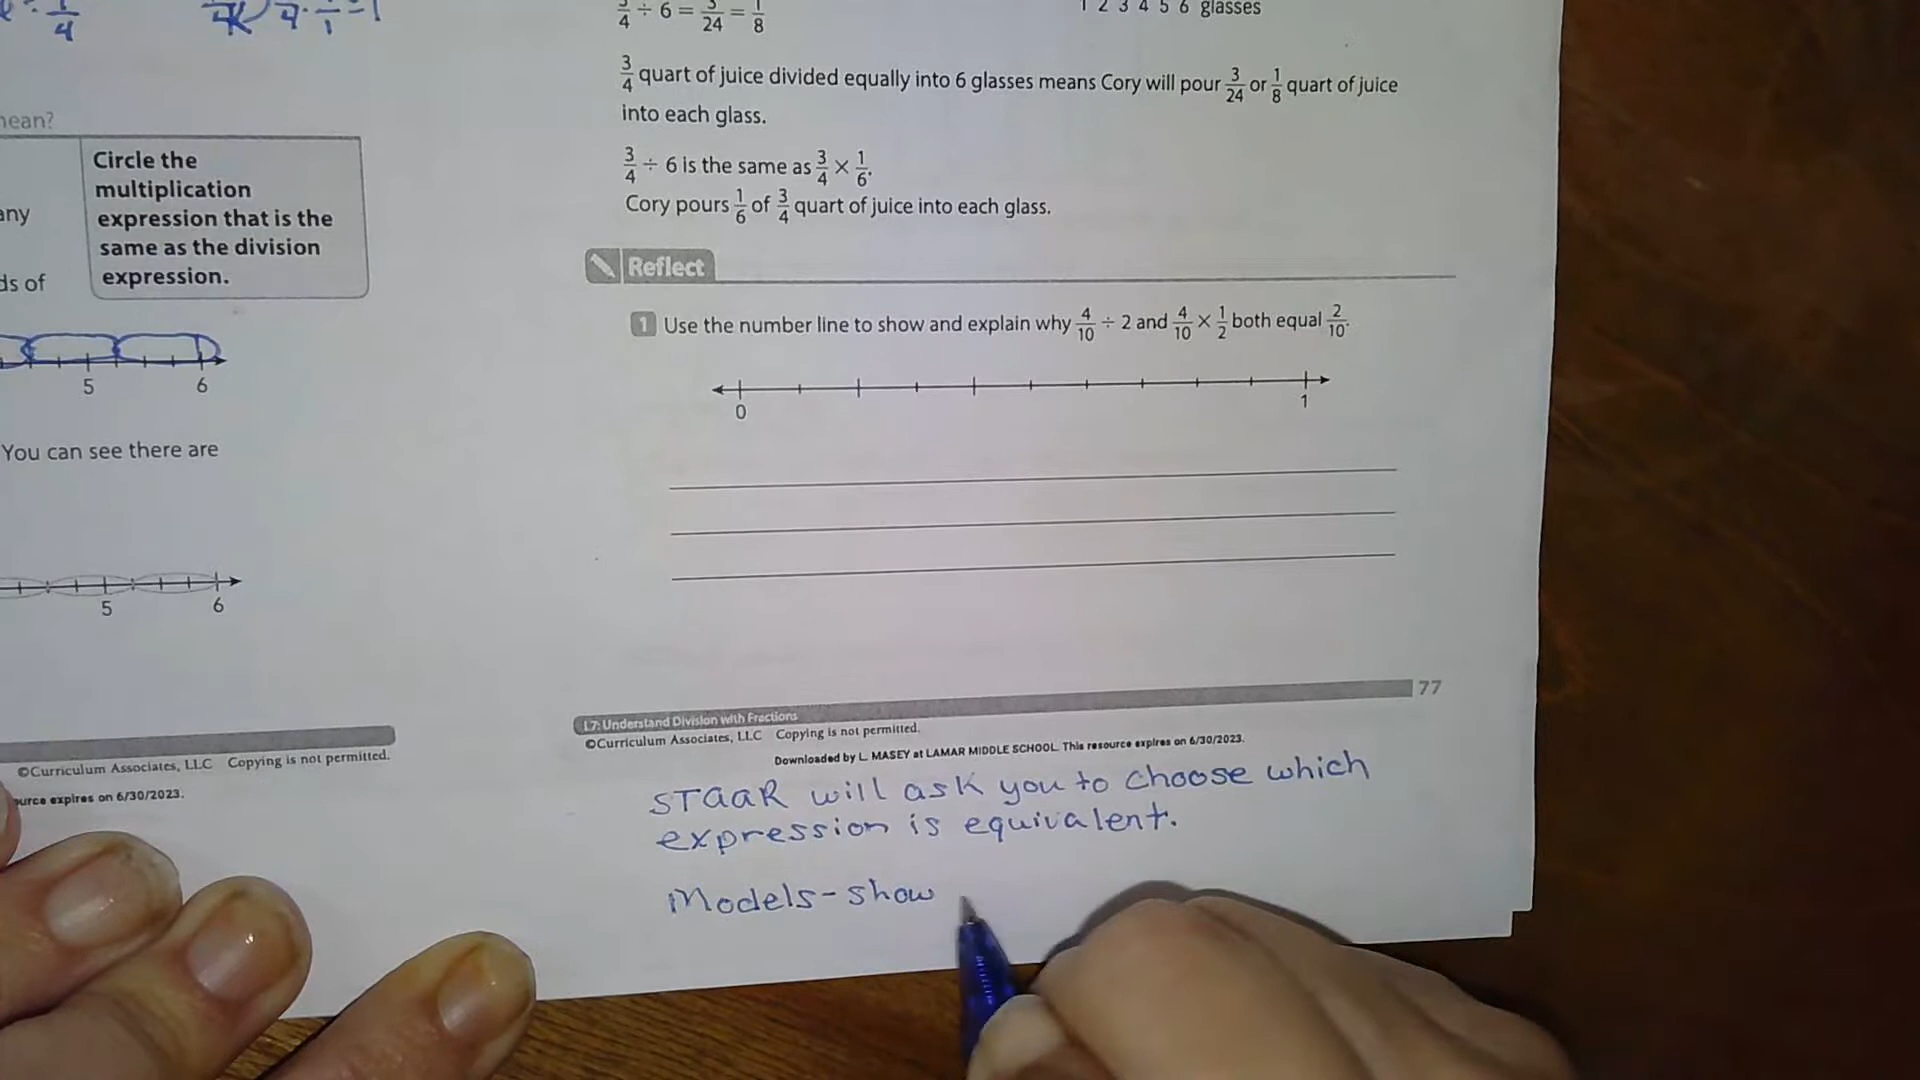 3/4 ÷ 6 = 3/24 = 1/8
1 2 3 4 5 6 glasses
3/4 quart of juice divided equally into 6 glasses means Cory will pour 3/24 or 1/8 quart of juice
into each glass.
3/4 ÷ 6 is the same as 3/4 × 1/6.
Cory pours 1/6 of 3/4 quart of juice into each glass.
Circle the
multiplication
expression that is the
same as the division
expression.
ds of
5 6
You can see there are
5 6
©Curriculum Associates, LLC Copying is not permitted.
expires on 6/30/2023.
Reflect
1 Use the number line to show and explain why 4/10 ÷ 2 and 4/10 × 1/2 both equal 2/10.
0 1
77
L7: Understand Division with Fractions
©Curriculum Associates, LLC Copying is not permitted.
Downloaded by L. MASEY at LAMAR MIDDLE SCHOOL. This resource expires on 6/30/2023.
STaaR will ask you to choose which
expression is equivalent.
Models - show